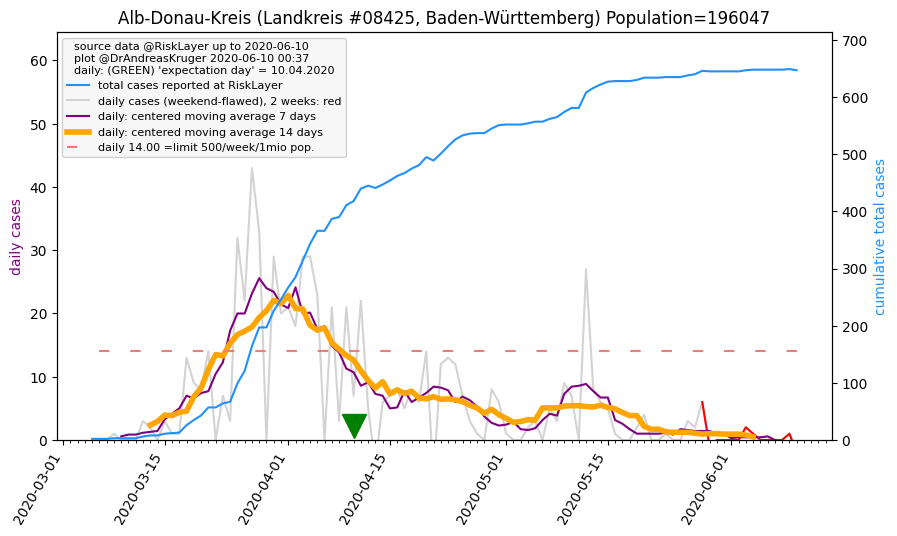 Alb-Donau-Kreis (Landkreis #08425, Baden-Württemberg) Population=196047
source data @RiskLayer up to 2020-06-10
plot @DrAndreasKruger 2020-06-10 00:37
daily: (GREEN) 'expectation day' = 10.04.2020
total cases reported at RiskLayer
daily cases (weekend-flawed), 2 weeks: red
daily: centered moving average 7 days
daily: centered moving average 14 days
daily 14.00 =limit 500/week/1mio pop.
daily cases
60
50
40
30
20
10
0
cumulative total cases
700
600
500
400
300
200
100
0
2020-03-01
2020-03-15
2020-04-01
2020-04-15
2020-05-01
2020-05-15
2020-06-01